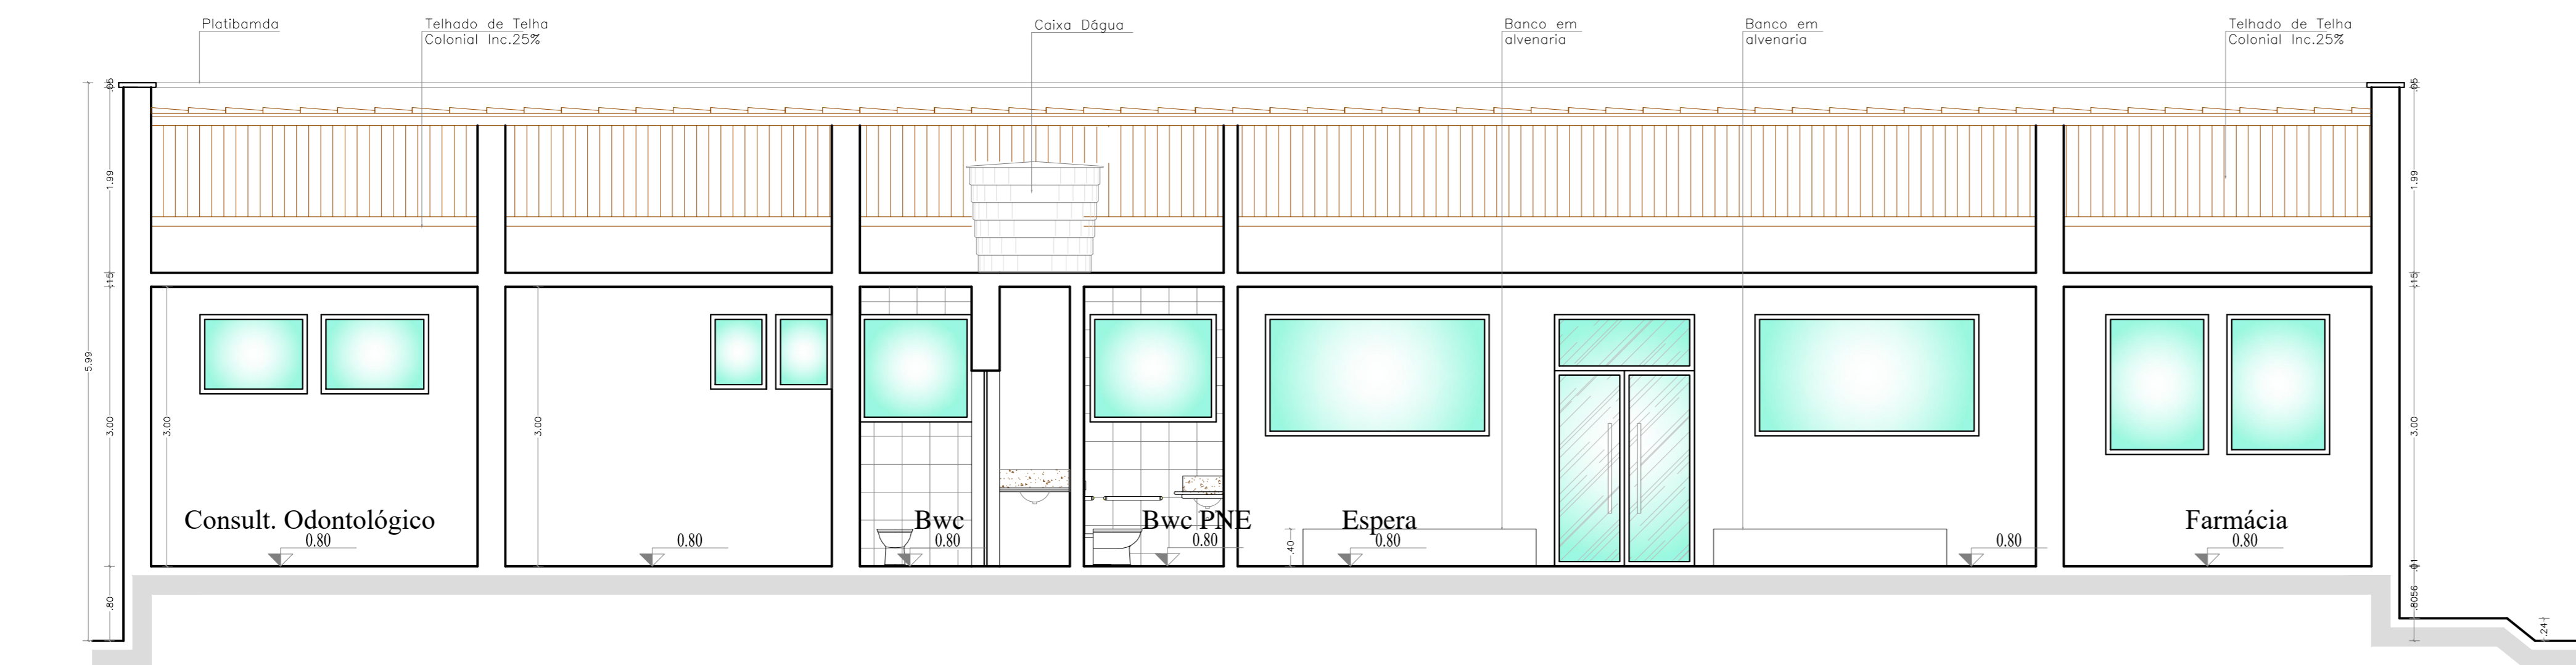 Platibamda
Telhado de Telha
Colonial Inc.25%
Caixa Dágua
Banco em
alvenaria
Banco em
alvenaria
Telhado de Telha
Colonial Inc.25%
.05
.05
1.99
1.99
.15
.15
5.99
3.00
3.00
3.00
3.00
Consult. Odontológico
Bwc
Bwc PNE
Espera
Farmácia
0.80
0.80
0.80
0.80
.40
0.80
0.80
0.80
.01
.80
.8056
.24